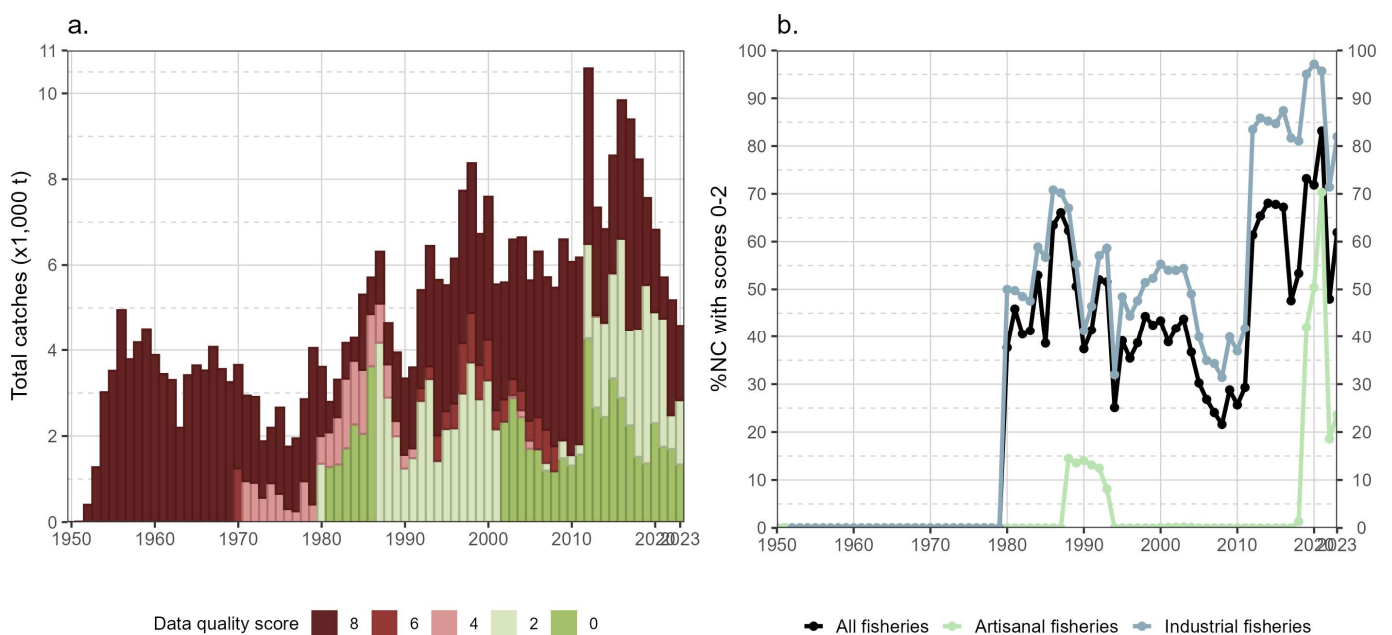 a.
11
10
8
6
4
2
0
Total catches (x1,000 t)
1950 1960 1970 1980 1990 2000 2010 2020 2023
Data quality score 8 6 4 2 0
b.
100 100
90 90
80 80
70 70
60 60
50 50
40 40
30 30
20 20
10 10
0 0
%NC with scores 0-2
1950 1960 1970 1980 1990 2000 2010 2020 2023
All fisheries Artisanal fisheries Industrial fisheries